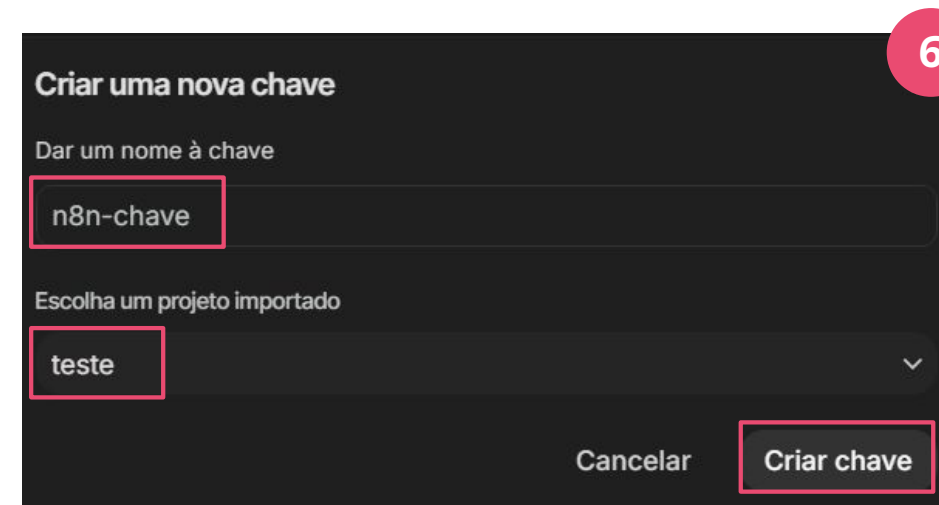 6
Criar uma nova chave
Dar um nome à chave
n8n-chave
Escolha um projeto importado
teste
Cancelar Criar chave